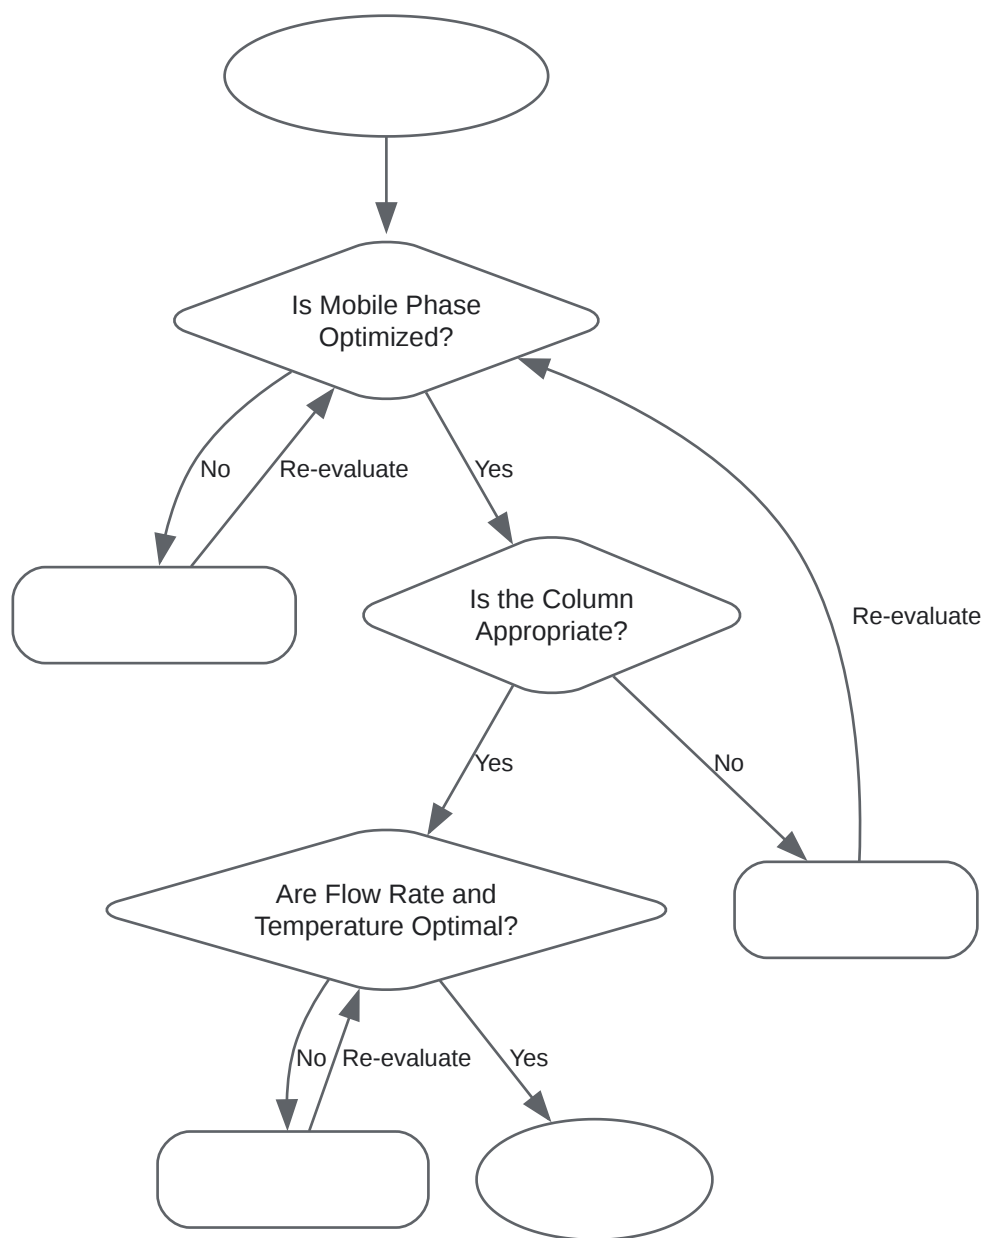 Is Mobile Phase
Optimized?
No
Re-evaluate
Yes
Is the Column
Appropriate?
Re-evaluate
Yes
No
Are Flow Rate and
Temperature Optimal?
No
Re-evaluate
Yes